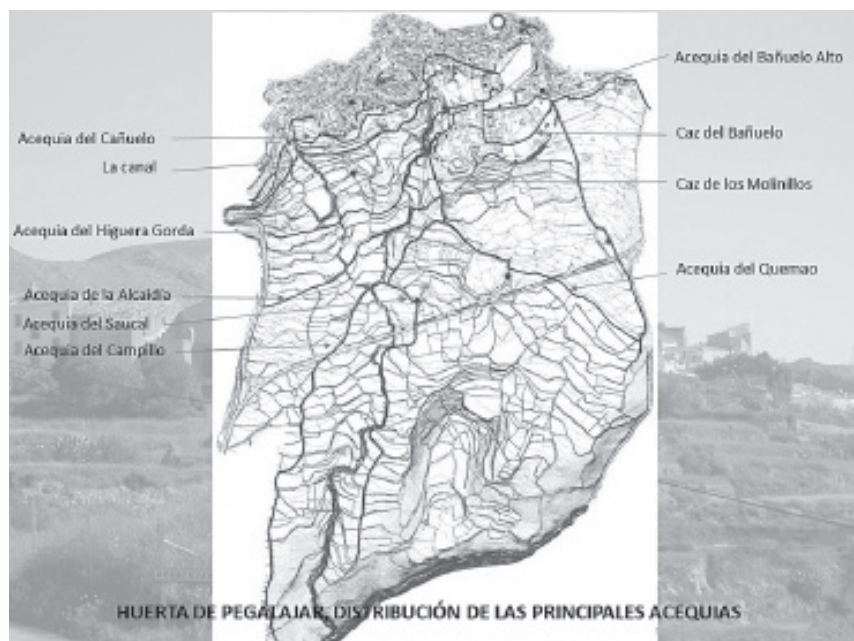 Acequia del Bañuelo Alto
Acequia del Cañuelo
Caz del Bañuelo
La canal
Caz de los Molinillos
Acequia del Higuera Gorda
Acequia del Quemao
Acequia de la Alcaidía
Acequia del Saucal
Acequia del Campillo
HUERTA DE PEGALAJAR, DISTRIBUCIÓN DE LAS PRINCIPALES ACEQUIAS